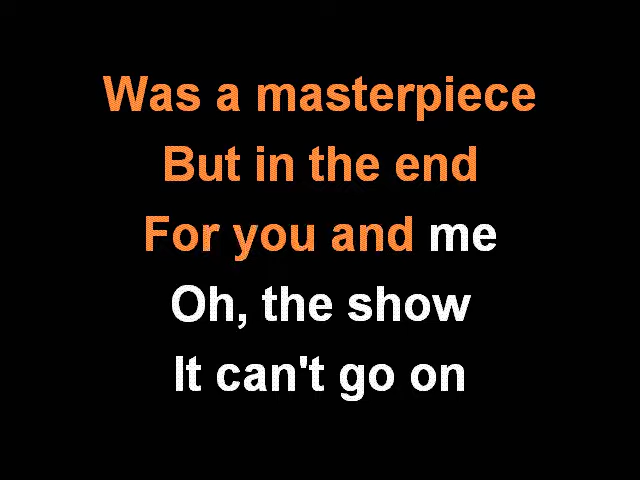 Was a masterpiece
But in the end
For you and me
Oh, the show
It can't go on